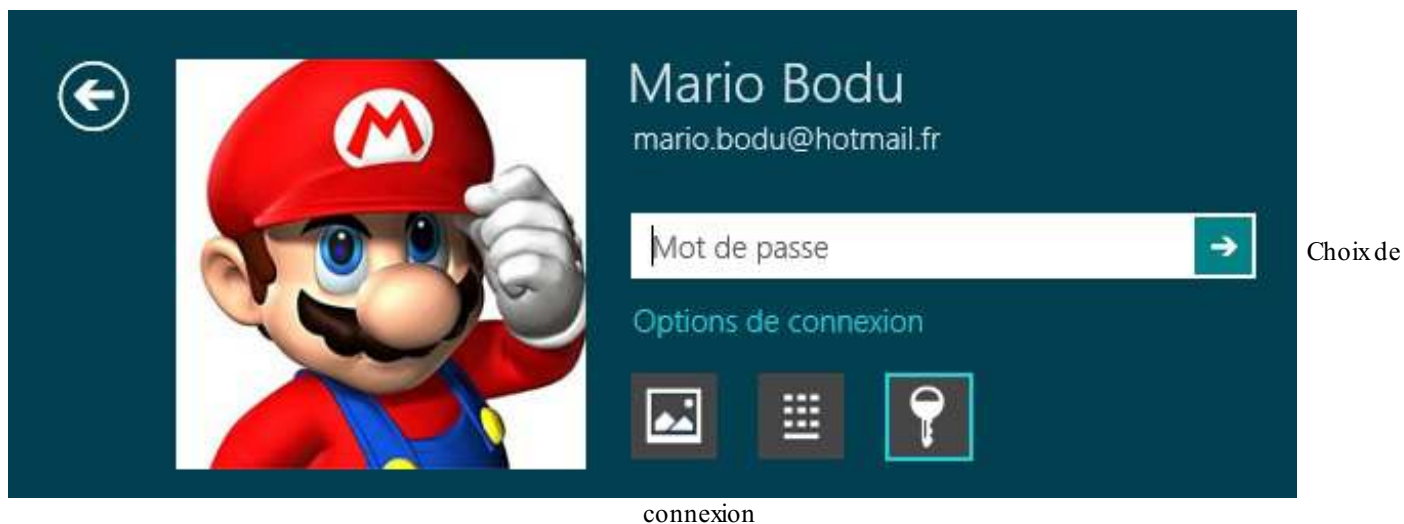 M
Mario Bodu
mario.bodu@hotmail.fr
Mot de passe
Options de connexion
Choix de
connexion